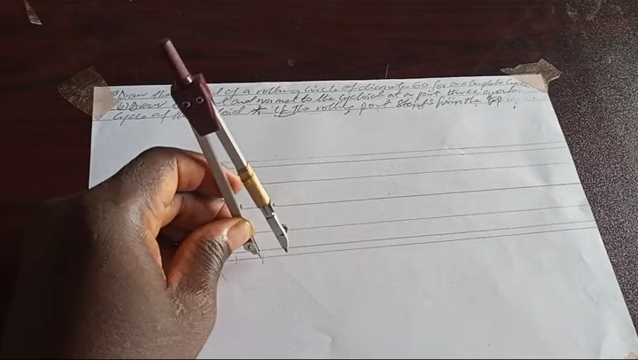 a) Draw the of a rolling circle of diameter 60 for one complete
b) Draw and normal to the cycloid at a point three quarter
Cycle of the If the rolling point starts from the top